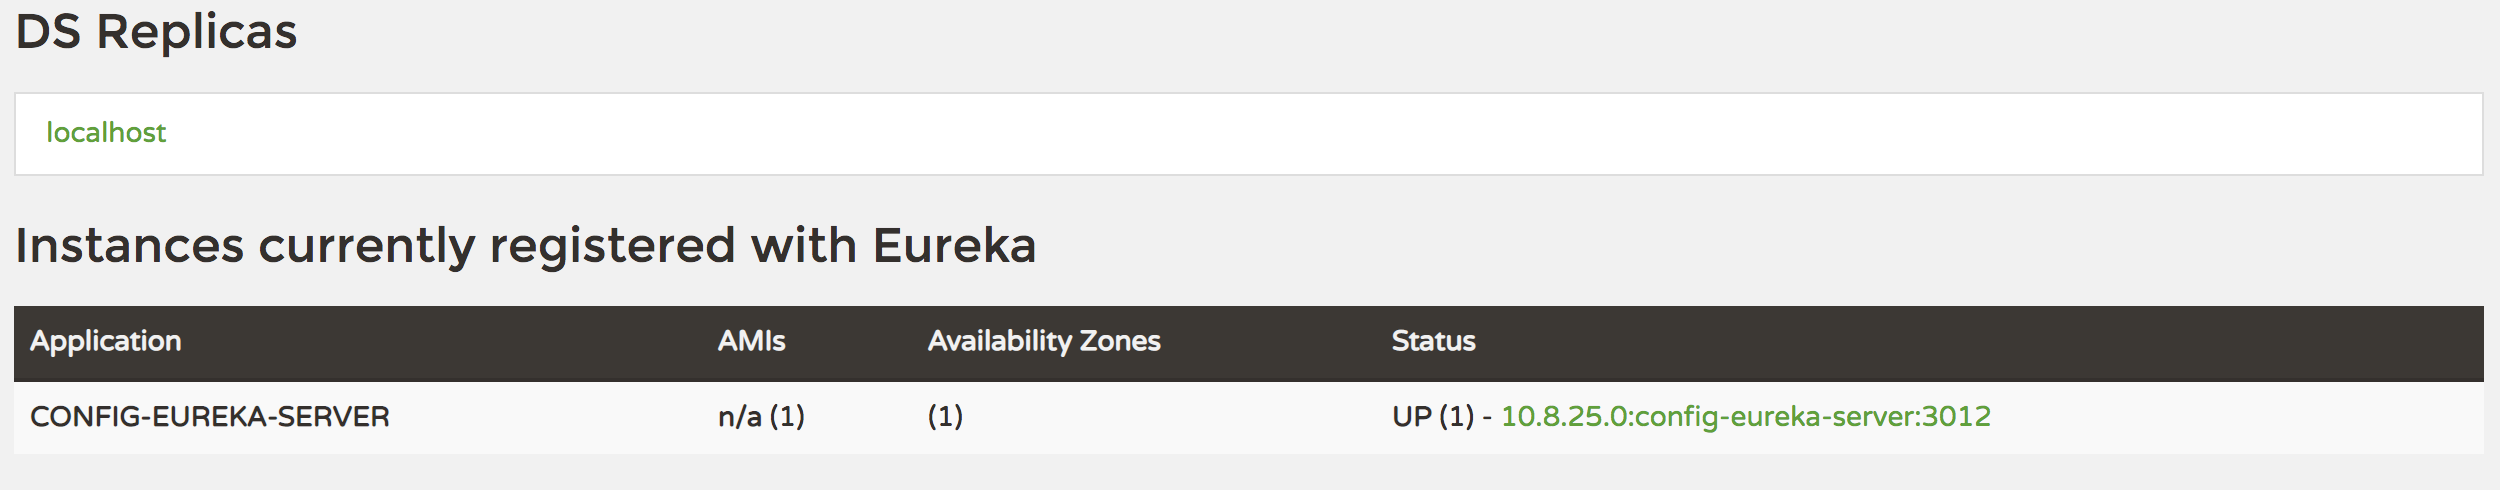 DS Replicas
localhost
Instances currently registered with Eureka
Application AMIs Availability Zones Status
CONFIG-EUREKA-SERVER n/a (1) (1) UP (1) - 10.8.25.0:config-eureka-server:3012